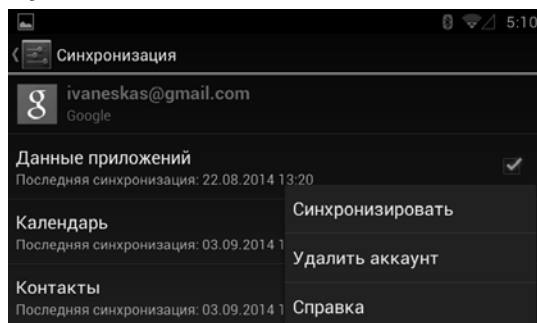 5:10
Синхронизация
g
ivaneskas@gmail.com
Google
Данные приложений
Последняя синхронизация: 22.08.2014 13:20
Календарь
Последняя синхронизация: 03.09.2014 1
Контакты
Последняя синхронизация: 03.09.2014 1
Синхронизировать
Удалить аккаунт
Справка